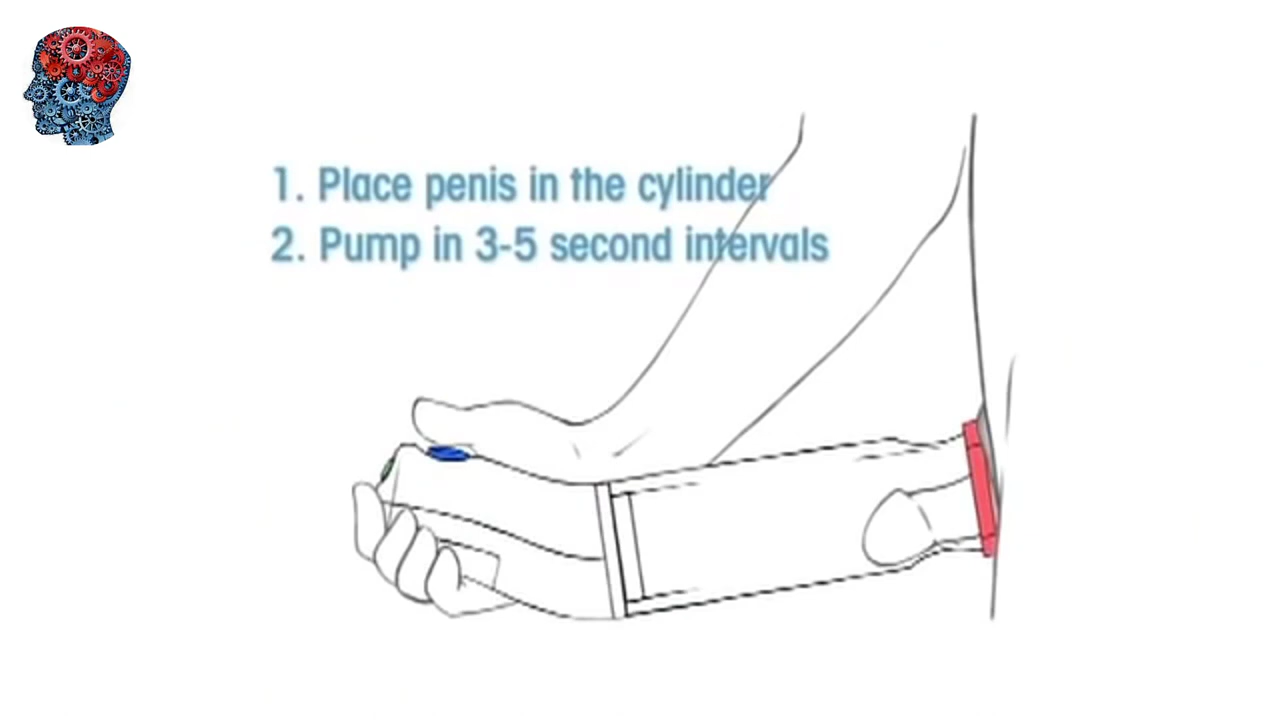 1. Place penis in the cylinder
2. Pump in 3-5 second intervals